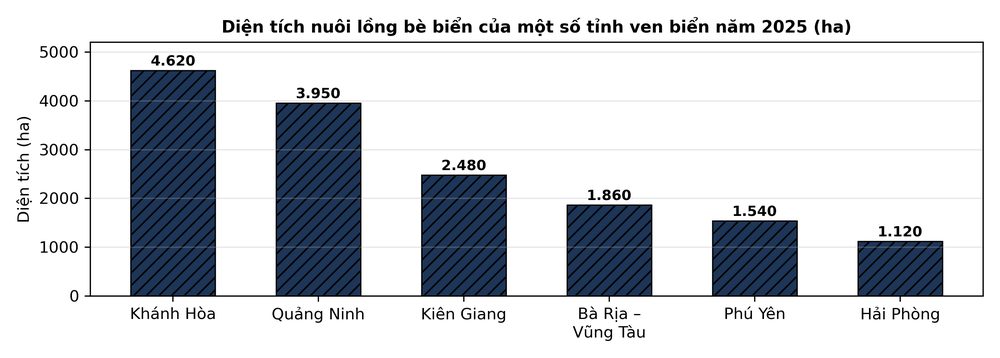 Diện tích nuôi lồng bè biển của một số tỉnh ven biển năm 2025 (ha)
Diện tích (ha)
5000
4000
3000
2000
1000
0
4.620
3.950
2.480
1.860
1.540
1.120
Khánh Hòa
Quảng Ninh
Kiên Giang
Bà Rịa –
Vũng Tàu
Phú Yên
Hải Phòng